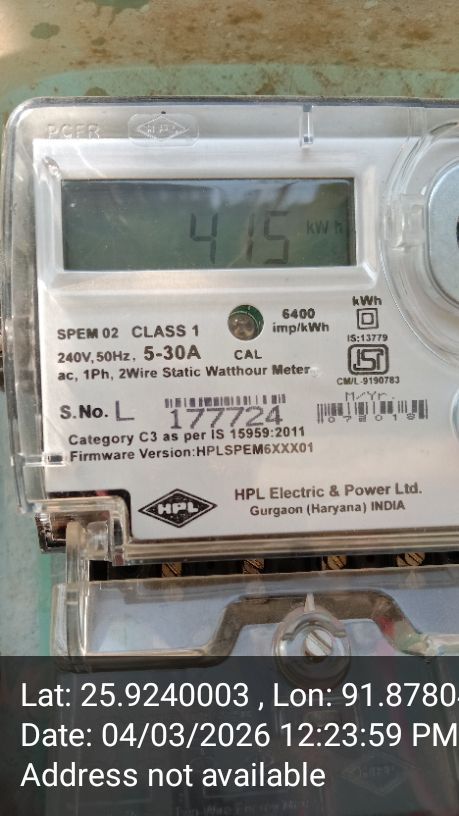 PCFR HPL
415 kWh
SPEM 02 CLASS 1
240V,50Hz, 5-30A
ac, 1Ph, 2Wire Static Watthour Meter
CAL
6400
imp/kWh
kWh
IS:13779
ISI
CM/L-9190783
S.No. L 177724
M/Yr.
072018
Category C3 as per IS 15959:2011
Firmware Version:HPLSPEM6XXX01
HPL
HPL Electric & Power Ltd.
Gurgaon (Haryana) INDIA
Lat: 25.9240003 , Lon: 91.8780
Date: 04/03/2026 12:23:59 PM
Address not available